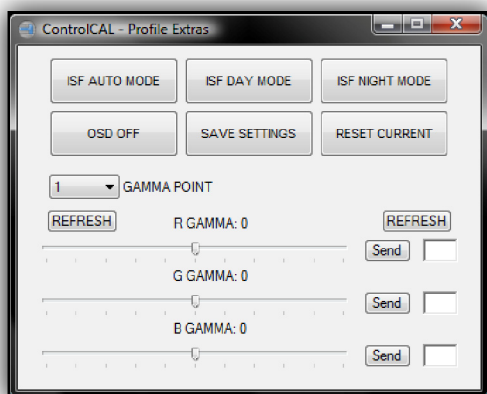 ControlCAL - Profile Extras
ISF AUTO MODE ISF DAY MODE ISF NIGHT MODE
OSD OFF SAVE SETTINGS RESET CURRENT
1 GAMMA POINT
REFRESH R GAMMA: 0 REFRESH
Send
G GAMMA: 0
Send
B GAMMA: 0
Send